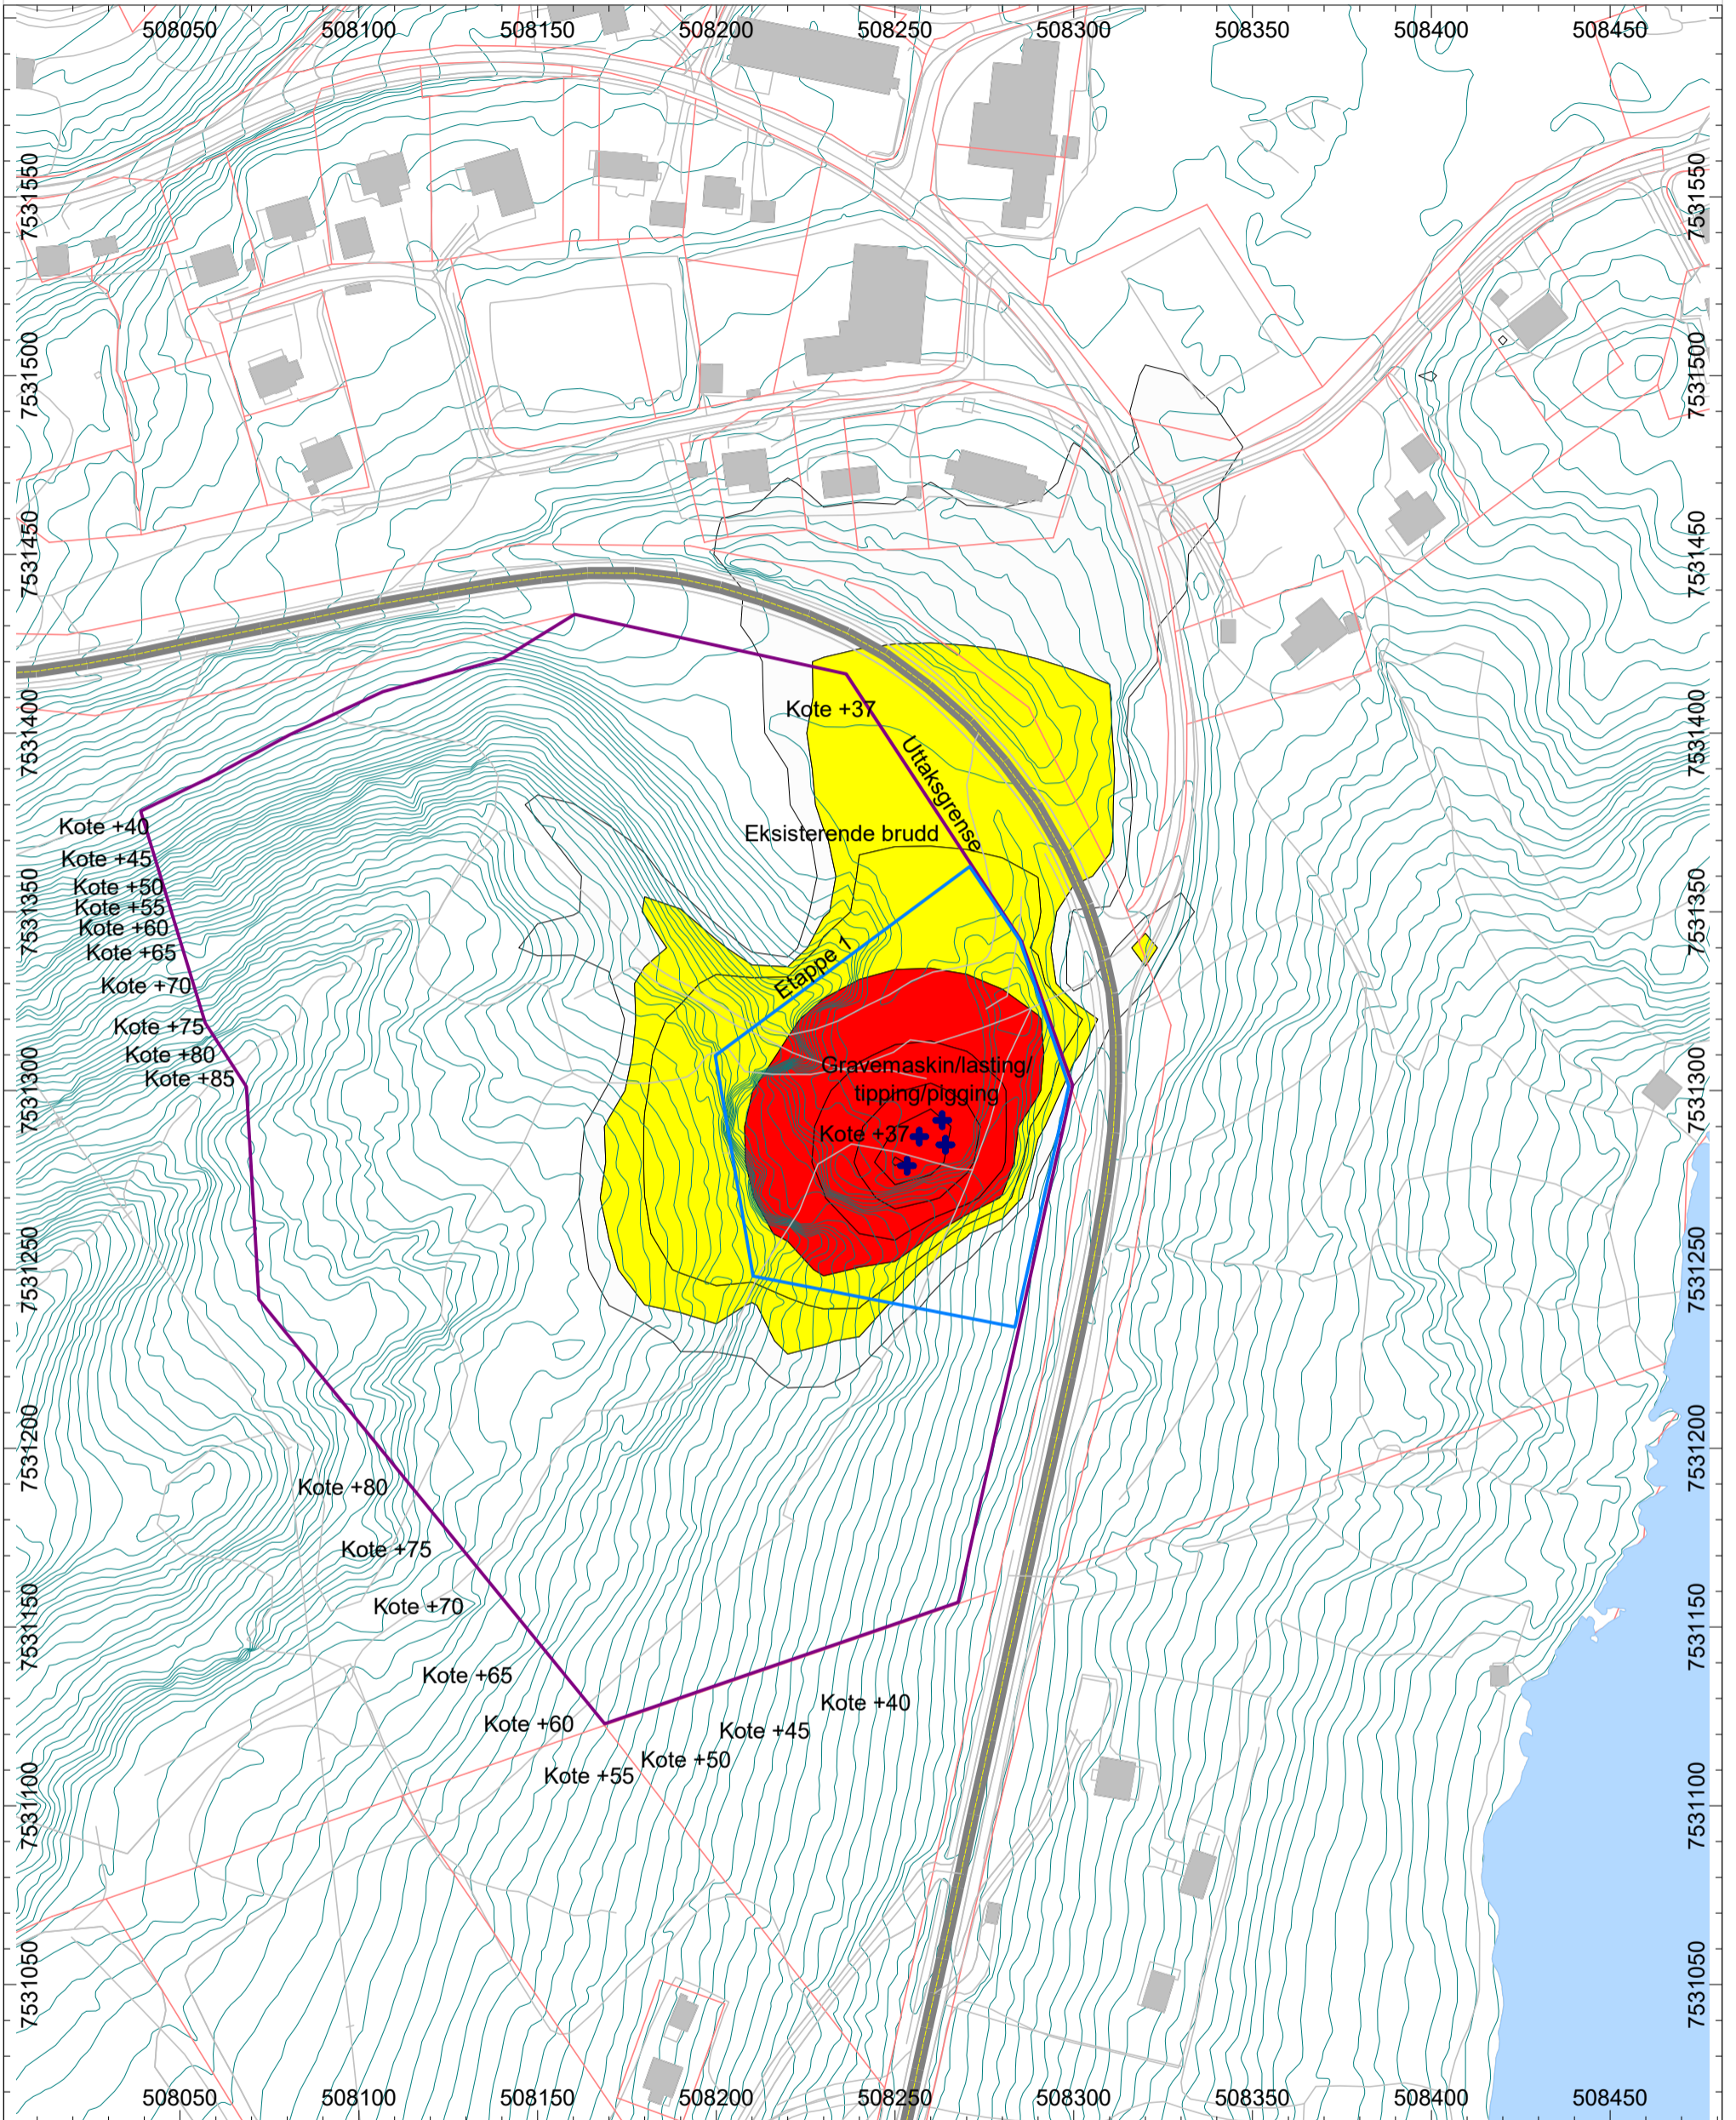 508050 508100 508150 508200 508250 508300 508350 508400 508450
7531550 7531550
7531500 7531500
7531450 7531450
7531400 7531400
7531350 7531350
7531300 7531300
7531250 7531250
7531200 7531200
7531150 7531150
7531100 7531100
7531050 7531050
Kote +37
Uttaksgrense
Eksisterende brudd
Kote +40
Kote +45
Kote +50
Kote +55
Kote +60
Kote +65
Kote +70
Kote +75
Kote +80
Kote +85
Etappe 1
Gravemaskin/lasting/
tipping/pigging
Kote +37
Kote +80
Kote +75
Kote +70
Kote +65
Kote +60
Kote +55
Kote +50
Kote +45
Kote +40
508050 508100 508150 508200 508250 508300 508350 508400 508450